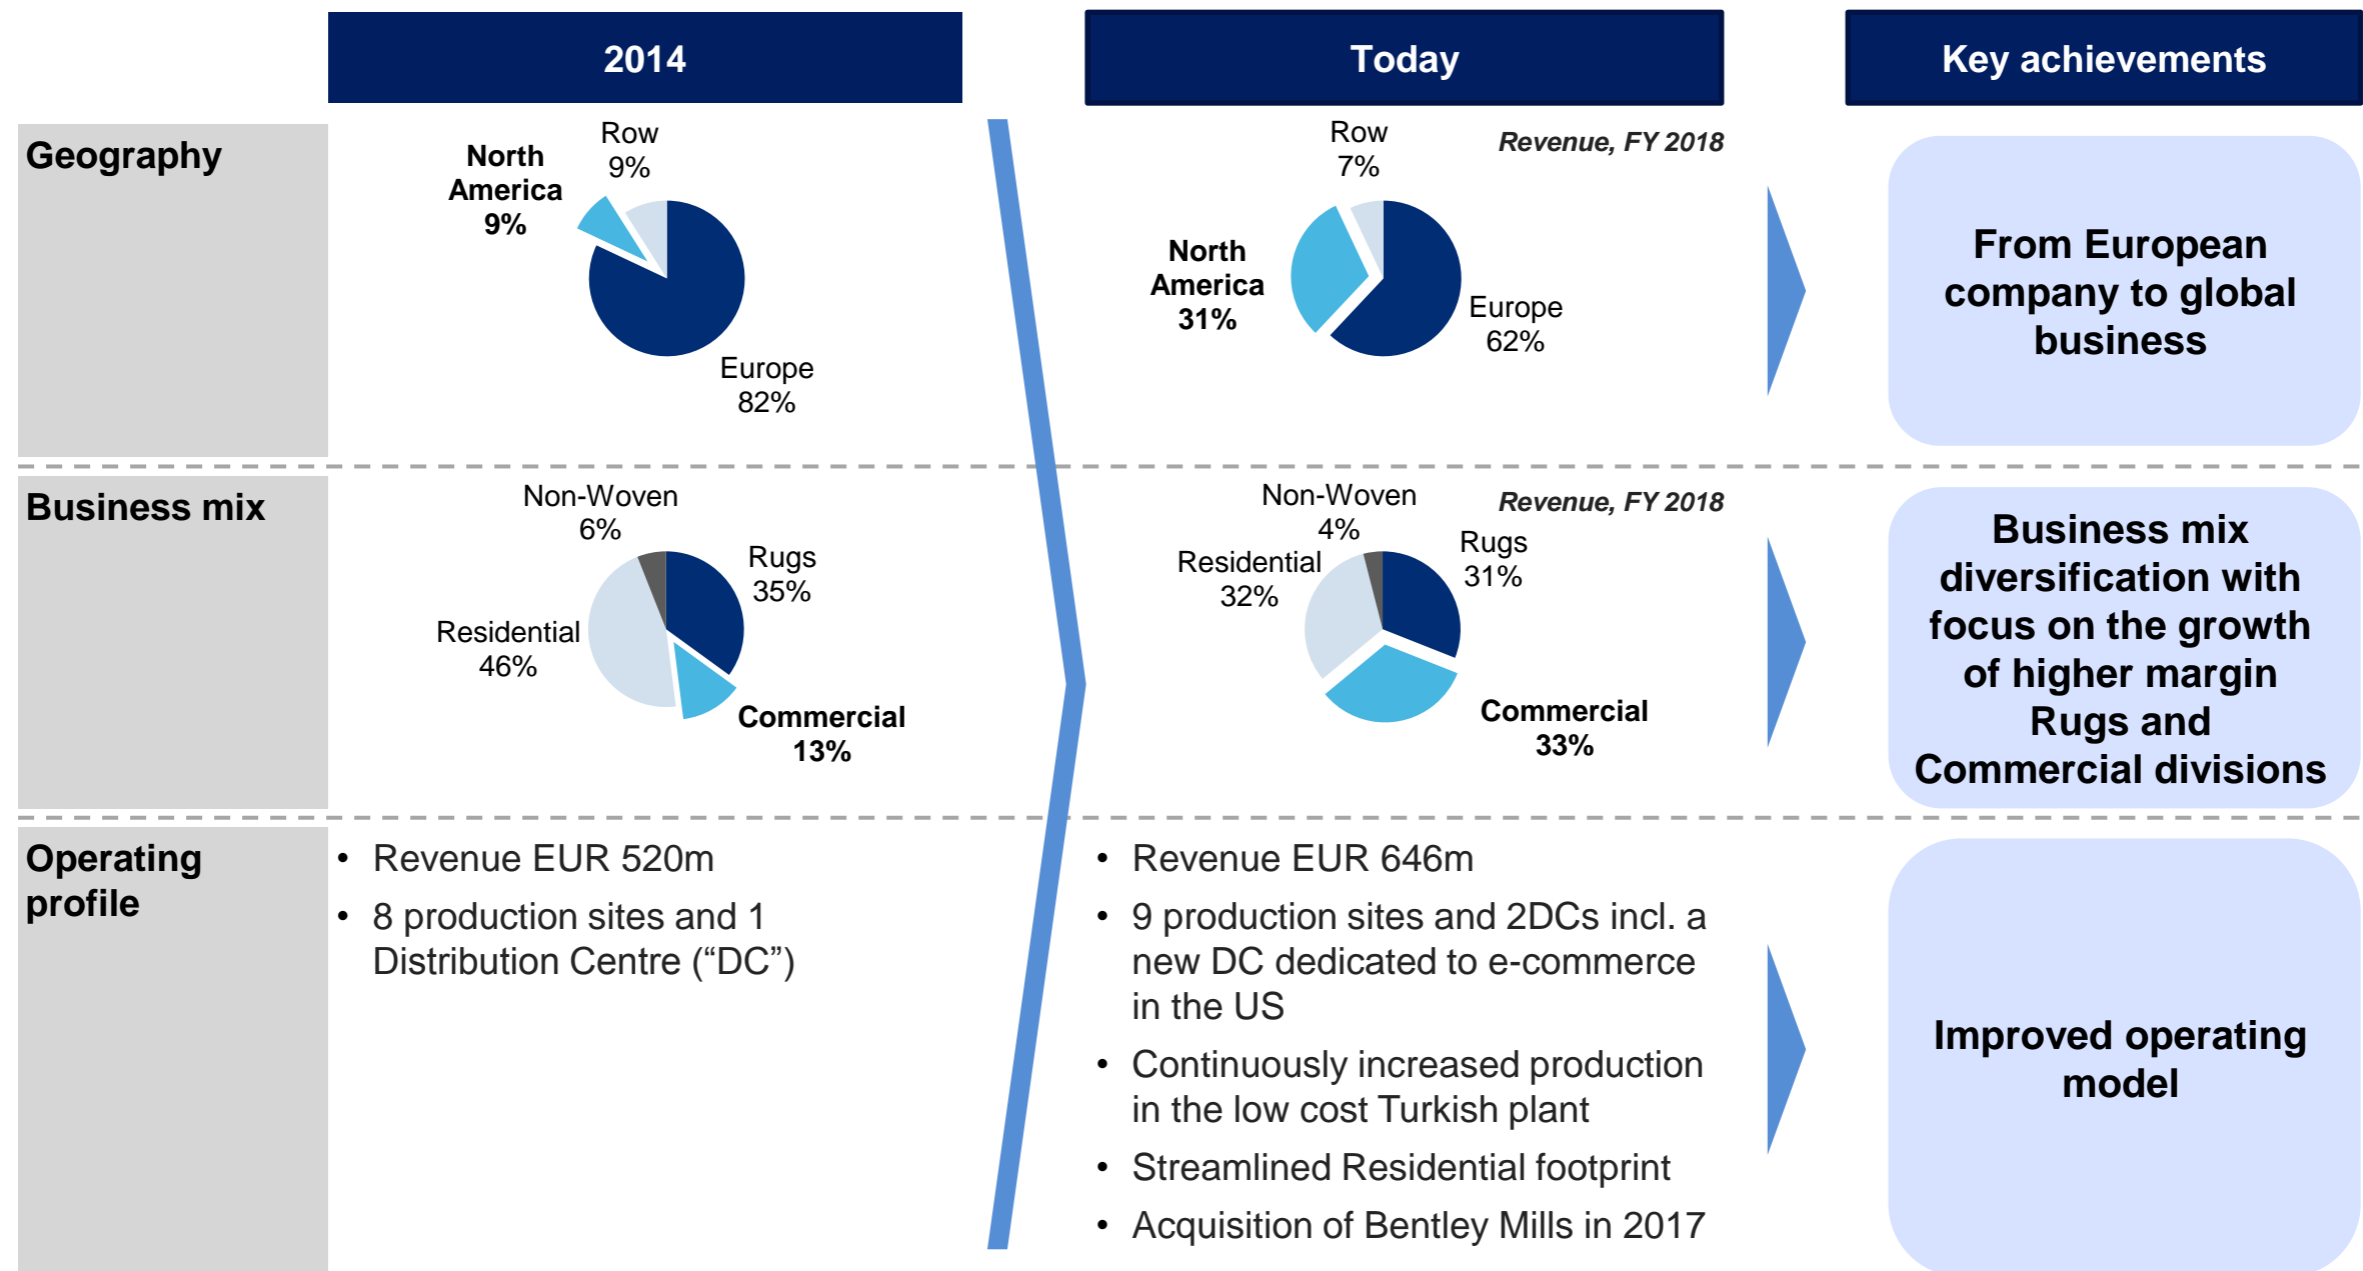 2014
Today
Key achievements
Geography
North
America
9%
Row
9%
Europe
82%
Revenue, FY 2018
Row
7%
North
America
31%
Europe
62%
From European
company to global
business
Business mix
Non-Woven
6%
Rugs
35%
Residential
46%
Commercial
13%
Revenue, FY 2018
Non-Woven
4%
Rugs
31%
Residential
32%
Commercial
33%
Business mix
diversification with
focus on the growth
of higher margin
Rugs and
Commercial divisions
Operating
profile
• Revenue EUR 520m
• 8 production sites and 1
Distribution Centre (“DC”)
• Revenue EUR 646m
• 9 production sites and 2DCs incl. a
new DC dedicated to e-commerce
in the US
• Continuously increased production
in the low cost Turkish plant
• Streamlined Residential footprint
• Acquisition of Bentley Mills in 2017
Improved operating
model